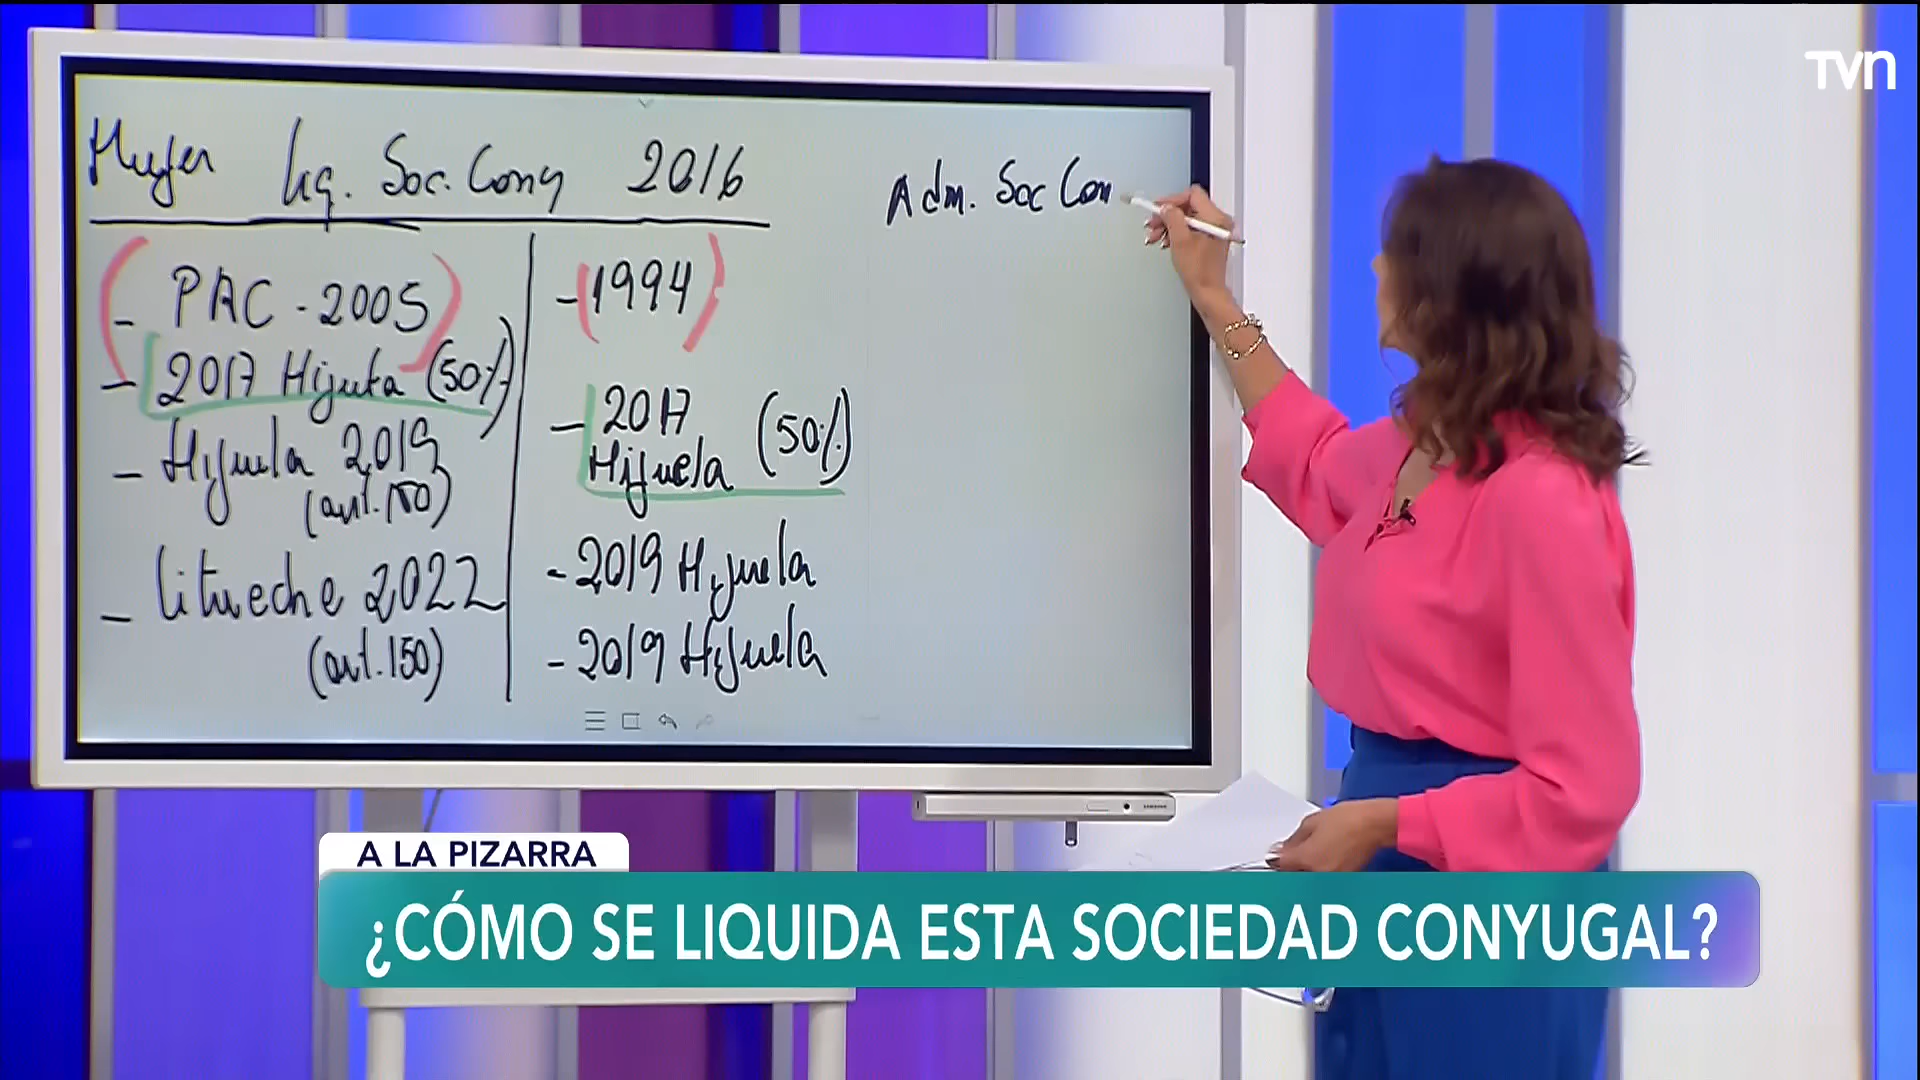 TVN
Mujer Liq. Soc. Cony 2016
- PAC - 2005
- 2017 Hijuela (50%)
- Hijuela 2019
(art. 150)
- Litueche 2022
(art. 150)
- 1994
- 2017
Hijuela (50%)
- 2019 Hijuela
- 2019 Hijuela
Adm. Soc Con
SAMSUNG
A LA PIZARRA
¿CÓMO SE LIQUIDA ESTA SOCIEDAD CONYUGAL?